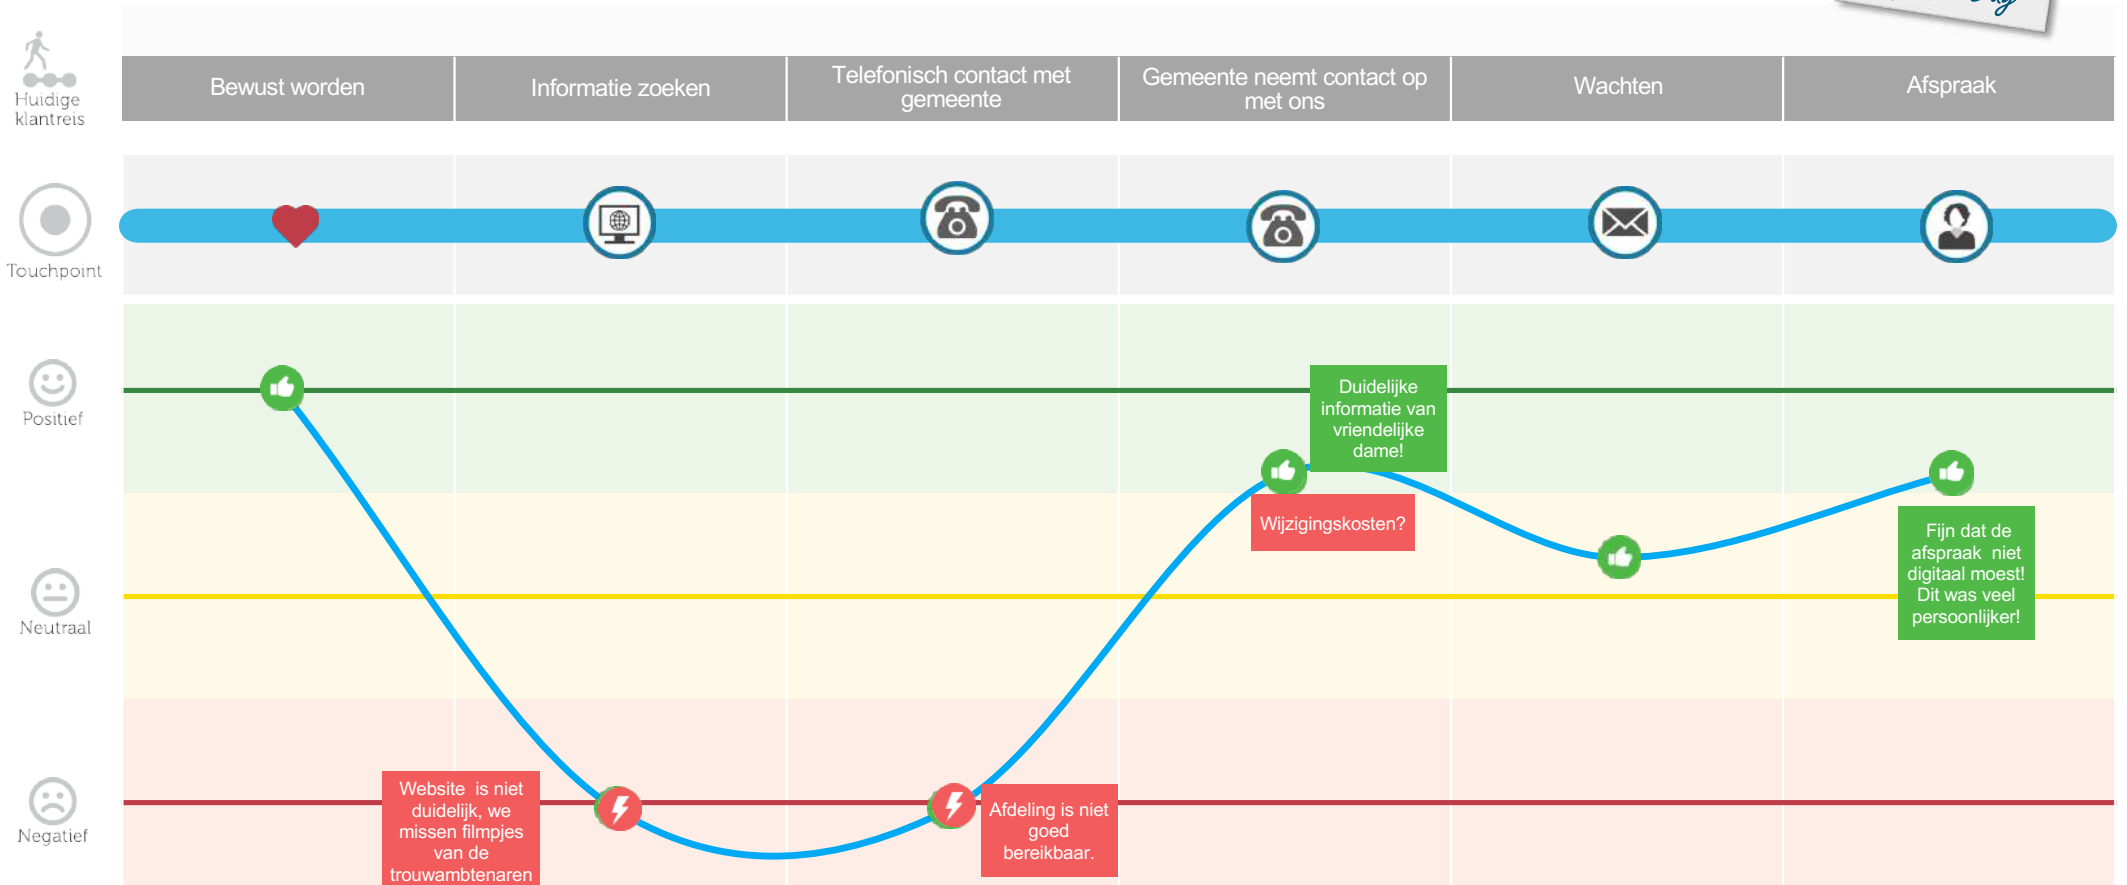 Huidige
klantreis
Bewust worden
Informatie zoeken
Telefonisch contact met
gemeente
Gemeente neemt contact op
met ons
Wachten
Afspraak
Touchpoint
Positief
Duidelijke
informatie van
vriendelijke
dame!
Wijzigingskosten?
Fijn dat de
afspraak niet
digitaal moest!
Dit was veel
persoonlijker!
Neutraal
Website is niet
duidelijk, we
missen filmpjes
van de
trouwambtenaren
Afdeling is niet
goed
bereikbaar.
Negatief